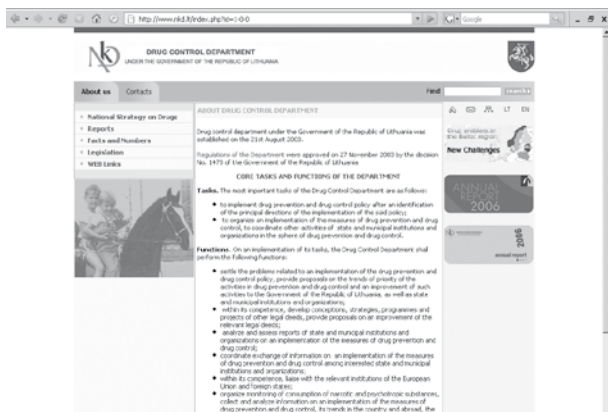 http://www.nkd.lt/index.php?id=
Google
NkD
DRUG CONTROL DEPARTMENT
UNDER THE GOVERNMENT OF THE REPUBLIC OF LITHUANIA
About us
Contacts
Find
National Strategy on Drugs
Reports
Facts and Numbers
Legislation
WEB Links
ABOUT DRUG CONTROL DEPARTMENT
Drug control department under the Government of the Republic of Lithuania was
established on the 21st August 2003.
Regulations of the Department were approved on 27 November 2003 by the decision
No. 1473 of the Government of the Republic of Lithuania
CORE TASKS AND FUNCTIONS OF THE DEPARTMENT
Tasks. The most important tasks of the Drug Control Department are as follows:
to implement drug prevention and drug control policy after an identification
of the principal directions of the implementation of the said policy;
to organize an implementation of the measures of drug prevention and drug
control, to coordinate other activities of state and municipal institutions and
organizations in the sphere of drug prevention and drug control.
Functions. On an implementation of its tasks, the Drug Control Department shall
perform the following functions:
settle the problems related to an implementation of the drug prevention and
drug control policy, provide proposals on the trends of priority of the
activities in drug prevention and drug control and an improvement of such
activities to the Government of the Republic of Lithuania, as well as state
and municipal institutions and organizations;
within its competence, develop conceptions, strategies, programmes and
projects of other legal deeds, provide proposals on an improvement of the
relevant legal deeds;
analyze and assess reports of state and municipal institutions and
organizations on an implementation of the measures of drug prevention and
drug control;
coordinate exchange of information on an implementation of the measures
of drug prevention and drug control among interested state and municipal
institutions and organizations;
within its competence, liaise with the relevant institutions of the European
Union and foreign states;
organize monitoring of consumption of narcotic and psychotropic substances,
collect and analyze information on an implementation of the measures of
drug prevention and drug control, its trends in the country and abroad, the
LT EN
Drug problems in
the Baltic region:
New Challenges
ANNUAL
REPORT
2006
2006
annual report